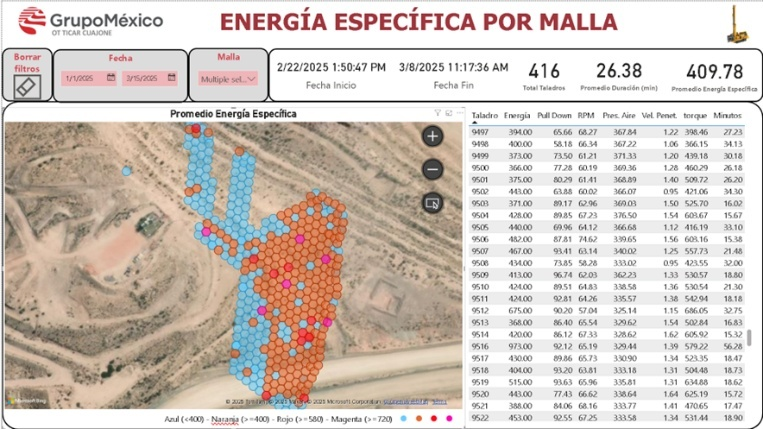 GrupoMéxico
OT TICAR CUAJONE
ENERGÍA ESPECÍFICA POR MALLA
Borrar filtros
Fecha
1/1/2025 3/15/2025
Malla
Multiple sel...
2/22/2025 1:50:47 PM
Fecha Inicio
3/8/2025 11:17:36 AM
Fecha Fin
416
Total Taladros
26.38
Promedio Duración (min)
409.78
Promedio Energía Específica
Promedio Energía Específica
Microsoft Bing
Azul (<400) - Naranja (>=400) - Rojo (>=580) - Magenta (>=720)
Taladro Energía Pull Down RPM Pres. Aire Vel. Penet. torque Minutos
9497 394.00 65.66 68.27 367.84 1.22 398.46 27.23
9498 400.00 58.18 66.34 367.22 1.06 366.15 34.13
9499 373.00 73.50 61.21 371.33 1.20 439.18 30.18
9500 366.00 77.28 60.19 369.36 1.28 460.29 26.18
9501 375.00 80.29 61.41 368.89 1.40 509.72 26.20
9502 443.00 63.88 60.02 366.07 0.95 421.06 34.30
9503 371.00 89.17 62.96 369.03 1.50 525.70 16.02
9504 428.00 89.85 67.23 376.50 1.54 603.67 15.67
9505 440.00 69.96 64.12 366.68 1.12 416.19 33.10
9506 482.00 87.81 74.62 339.65 1.56 603.16 15.38
9507 467.00 93.41 63.14 340.02 1.25 557.73 21.48
9508 434.00 73.85 58.28 333.02 0.95 423.55 32.00
9509 413.00 96.74 62.03 362.23 1.33 530.57 18.80
9510 424.00 89.51 64.83 338.58 1.36 530.54 21.30
9511 424.00 92.81 64.26 335.57 1.38 542.94 18.18
9512 675.00 90.20 57.04 325.14 1.15 686.05 32.75
9513 368.00 86.40 65.54 329.62 1.54 502.84 16.83
9514 420.00 86.12 67.33 328.62 1.62 605.92 15.32
9516 973.00 92.12 65.19 329.44 1.39 579.22 56.28
9517 430.00 89.86 65.73 330.90 1.34 523.35 18.47
9518 404.00 93.20 63.81 333.18 1.31 504.48 18.73
9519 515.00 93.63 65.96 335.81 1.31 634.88 18.62
9520 443.00 77.43 66.62 338.64 1.64 625.19 15.72
9521 388.00 84.06 68.16 333.77 1.41 470.65 17.47
9522 453.00 92.55 67.25 333.58 1.34 531.44 18.90